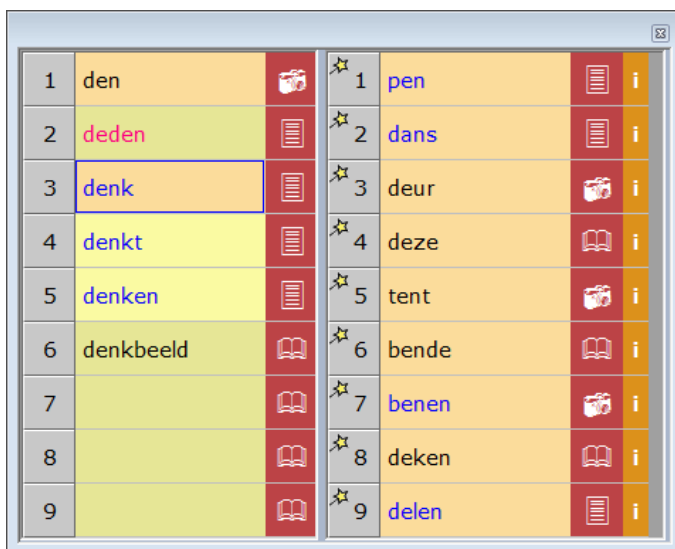 1 den
2 deden
3 denk
4 denkt
5 denken
6 denkbeeld
7
8
9
1 pen i
2 dans i
3 deur i
4 deze i
5 tent i
6 bende i
7 benen i
8 deken i
9 delen i